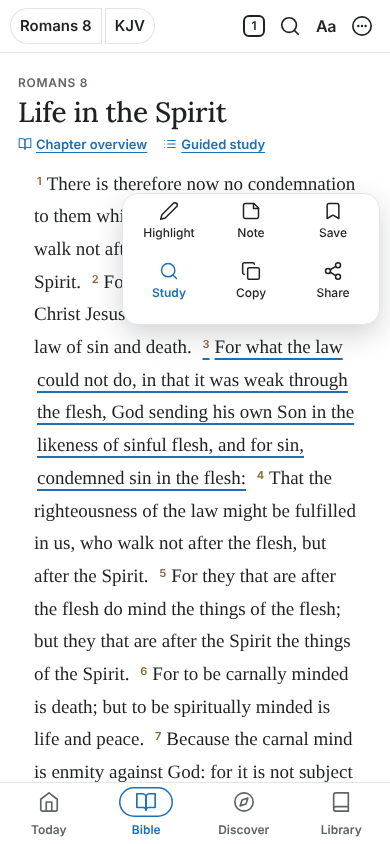 Romans 8 KJV 1 Aa
ROMANS 8
Life in the Spirit
Chapter overview Guided study
1 There is therefore now no condemnation
to them whi
walk not aft
Spirit. 2 Fo
Christ Jesus
Highlight Note Save
Study Copy Share
law of sin and death. 3 For what the law
could not do, in that it was weak through
the flesh, God sending his own Son in the
likeness of sinful flesh, and for sin,
condemned sin in the flesh: 4 That the
righteousness of the law might be fulfilled
in us, who walk not after the flesh, but
after the Spirit. 5 For they that are after
the flesh do mind the things of the flesh;
but they that are after the Spirit the things
of the Spirit. 6 For to be carnally minded
is death; but to be spiritually minded is
life and peace. 7 Because the carnal mind
is enmity against God: for it is not subject
Today Bible Discover Library